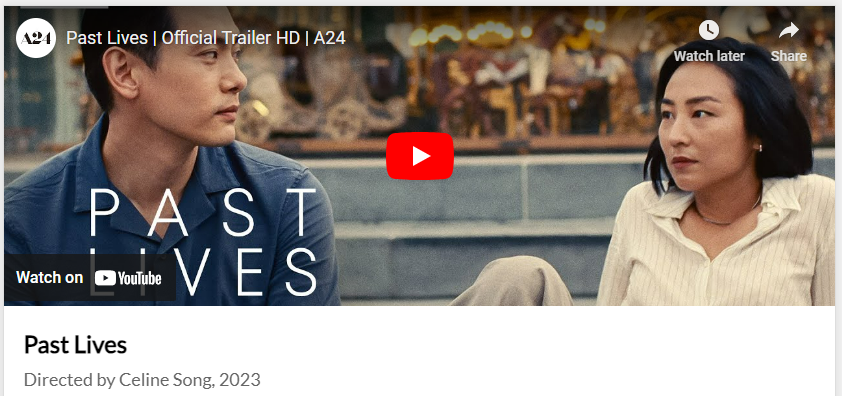 A24
Past Lives | Official Trailer HD | A24
Watch later
Share
PAST
LIVES
Watch on YouTube
Past Lives
Directed by Celine Song, 2023